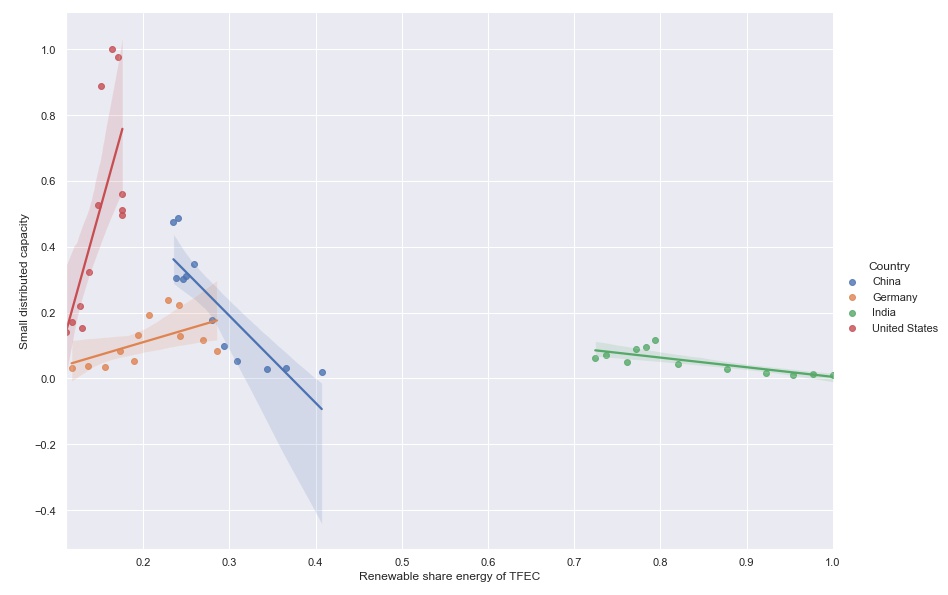 1.0
0.8
0.6
0.4
0.2
0.0
−0.2
−0.4
Small distributed capacity
0.2 0.3 0.4 0.5 0.6 0.7 0.8 0.9 1.0
Renewable share energy of TFEC
Country
China
Germany
India
United States